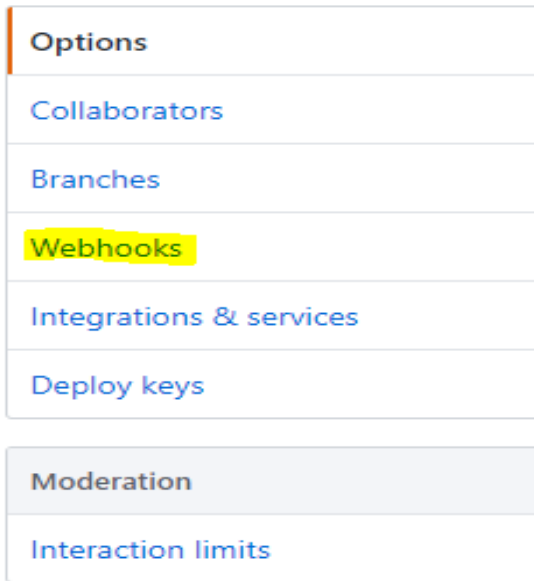 Options
Collaborators
Branches
Webhooks
Integrations & services
Deploy keys
Moderation
Interaction limits